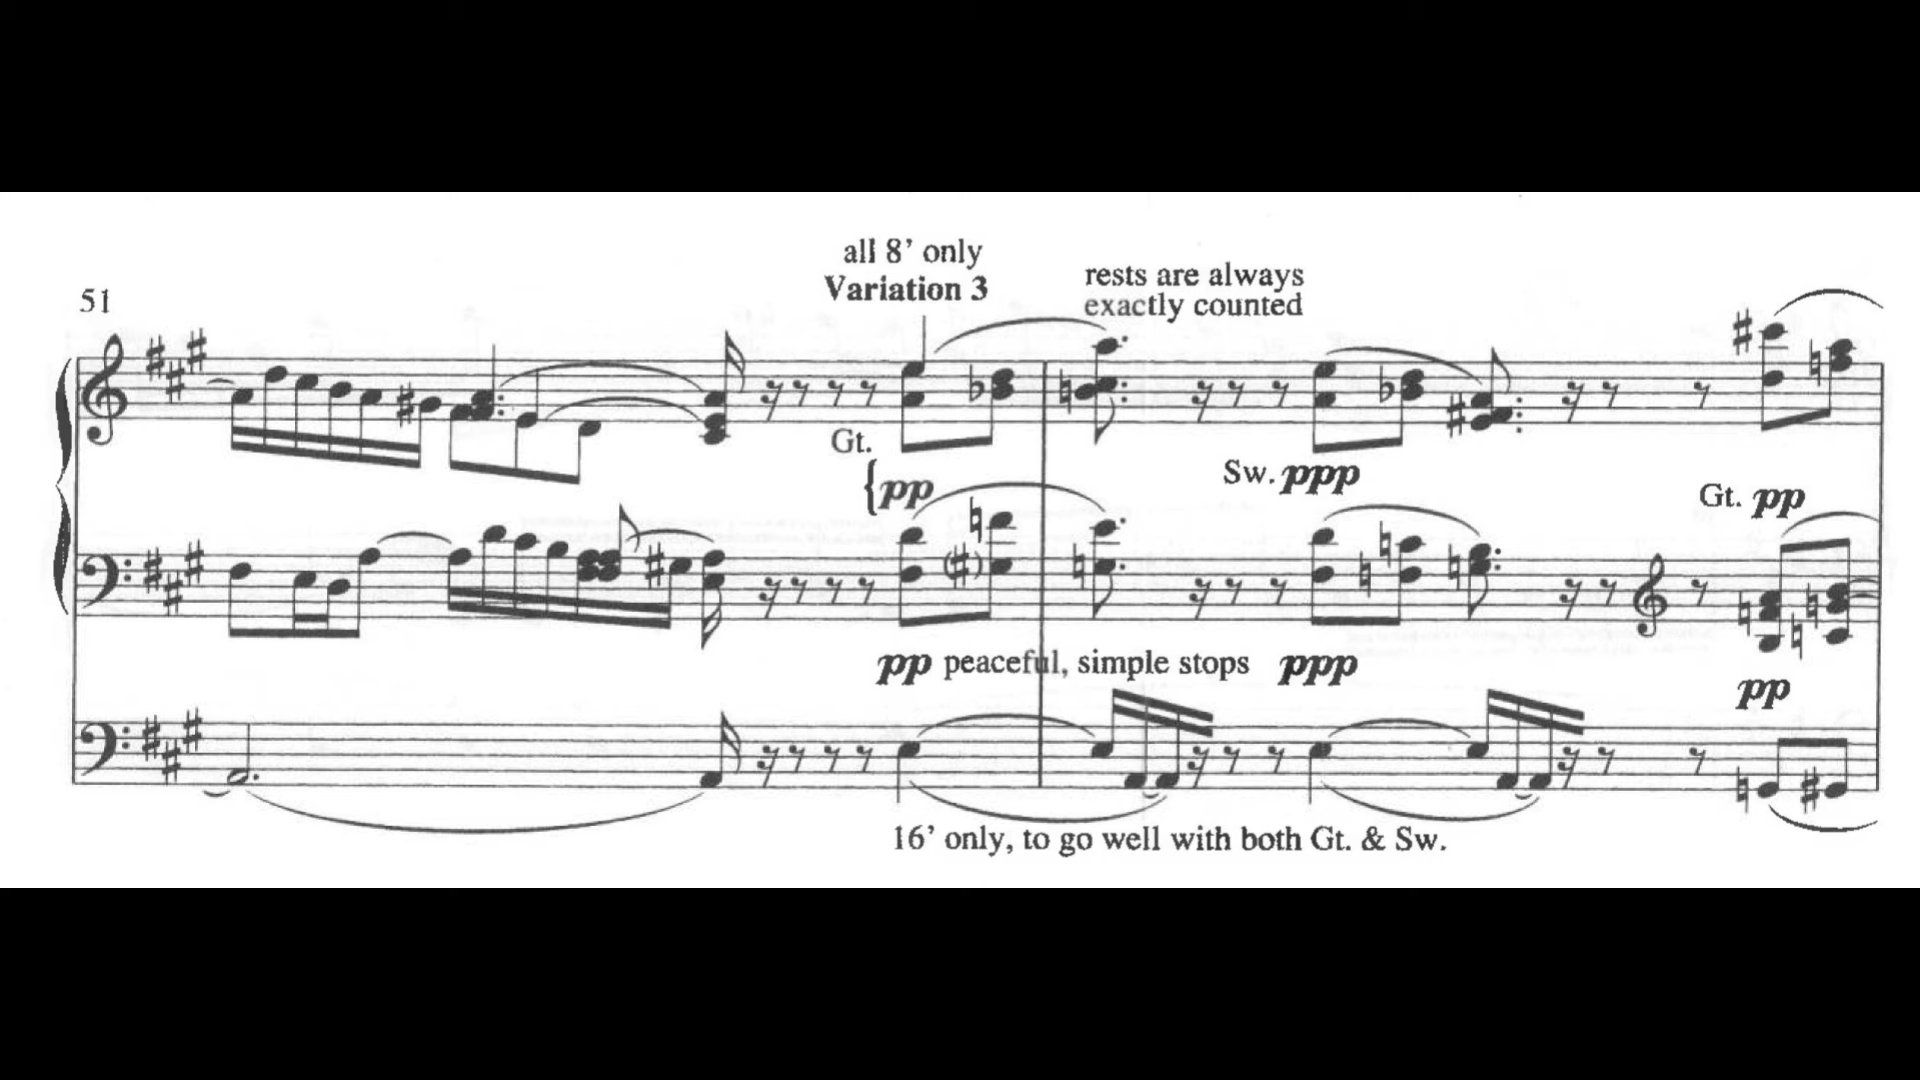 all 8’ only
Variation 3
rests are always
exactly counted
51
Gt.
pp
Sw. ppp
Gt. pp
pp peaceful, simple stops ppp
pp
16’ only, to go well with both Gt. & Sw.